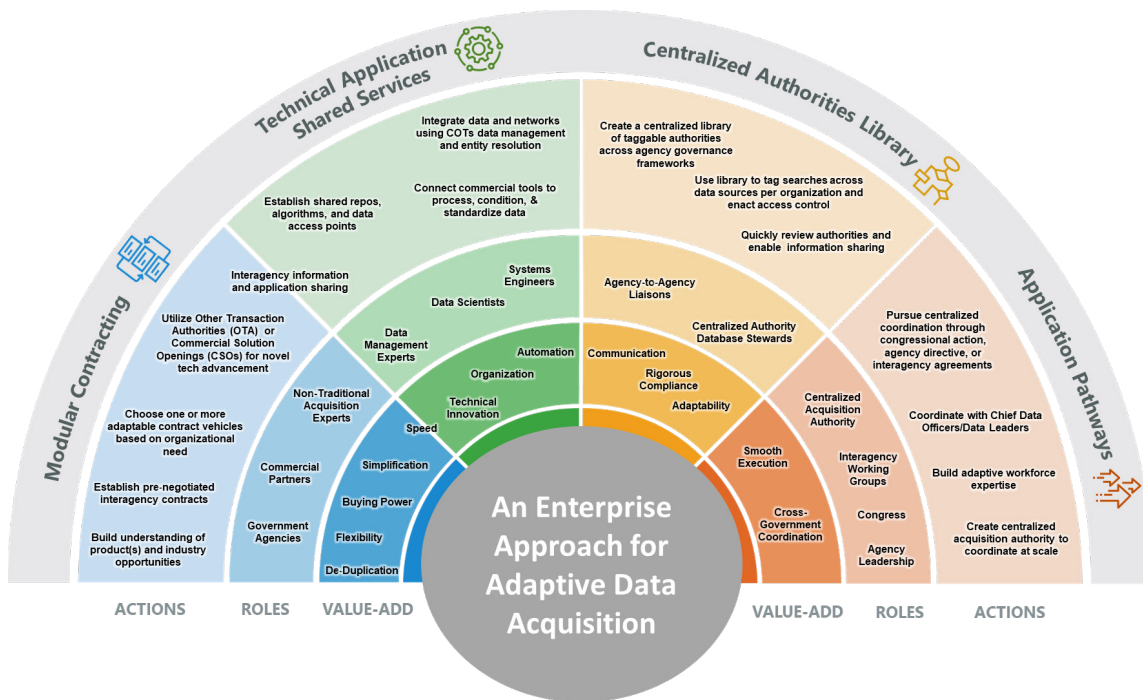 Technical Application
Shared Services
Centralized Authorities Library
Modular Contracting
Application Pathways
Integrate data and networks
using COTs data management
and entity resolution
Connect commercial tools to
process, condition, &
standardize data
Establish shared repos,
algorithms, and data
access points
Interagency information
and application sharing
Systems
Engineers
Data Scientists
Data
Management
Experts
Automation
Organization
Technical
Innovation
Create a centralized library
of taggable authorities
across agency governance
frameworks
Use library to tag searches across
data sources per organization and
enact access control
Quickly review authorities and
enable information sharing
Agency-to-Agency
Liaisons
Centralized Authority
Database Stewards
Communication
Rigorous
Compliance
Adaptability
Utilize Other Transaction
Authorities (OTA) or
Commercial Solution
Openings (CSOs) for novel
tech advancement
Choose one or more
adaptable contract vehicles
based on organizational
need
Establish pre-negotiated
interagency contracts
Build understanding of
product(s) and industry
opportunities
Non-Traditional
Acquisition
Experts
Commercial
Partners
Government
Agencies
Speed
Simplification
Buying Power
Flexibility
De-Duplication
Smooth
Execution
Cross-
Government
Coordination
Centralized
Acquisition
Authority
Interagency
Working
Groups
Congress
Agency
Leadership
Pursue centralized
coordination through
congressional action,
agency directive, or
interagency agreements
Coordinate with Chief Data
Officers/Data Leaders
Build adaptive workforce
expertise
Create centralized
acquisition authority to
coordinate at scale
An Enterprise
Approach for
Adaptive Data
Acquisition
ACTIONS
ROLES
VALUE-ADD
VALUE-ADD
ROLES
ACTIONS